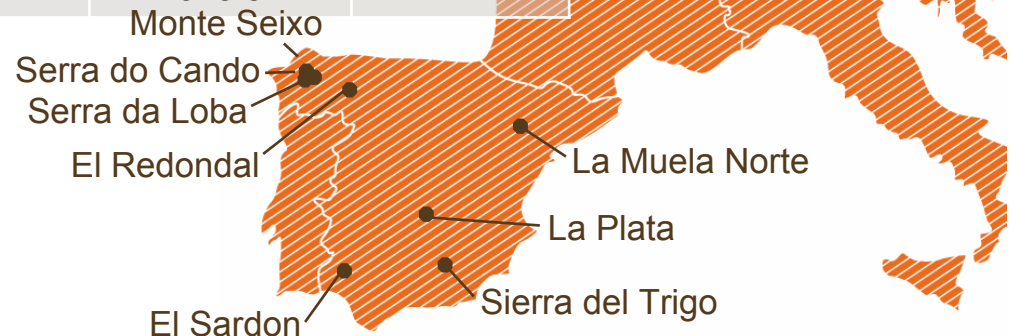 Monte Seixo
Serra do Cando
Serra da Loba
El Redondal
La Muela Norte
La Plata
Sierra del Trigo
El Sardon